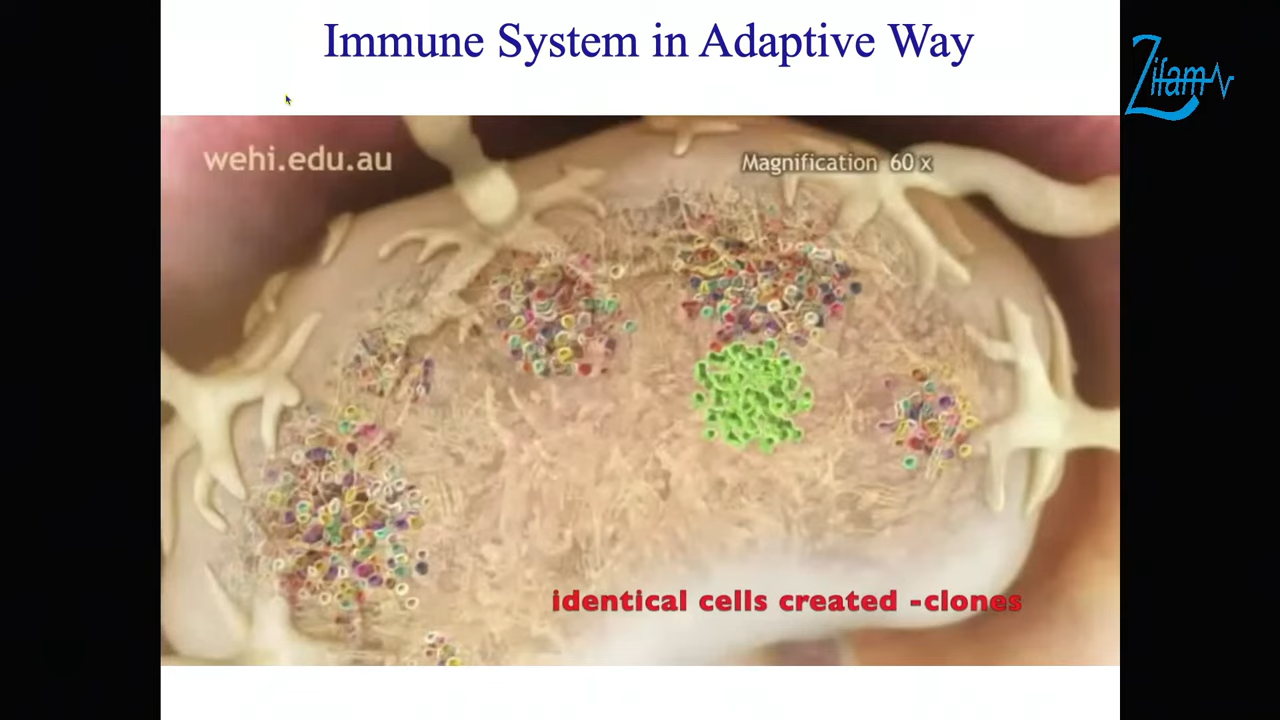 Immune System in Adaptive Way
Zifam
wehi.edu.au
Magnification 60 x
identical cells created -clones